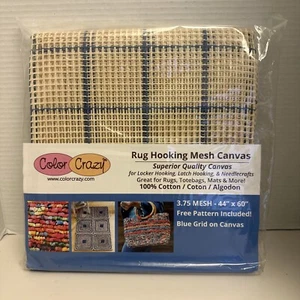 Color Crazy
www.colorcrazy.com
Rug Hooking Mesh Canvas
Superior Quality Canvas
for Locker Hooking, Latch Hooking, & Needlecrafts
Great for Rugs, Totebags, Mats & More!
100% Cotton / Coton / Algodon
3.75 MESH - 44" x 60"
Free Pattern Included!
Blue Grid on Canvas